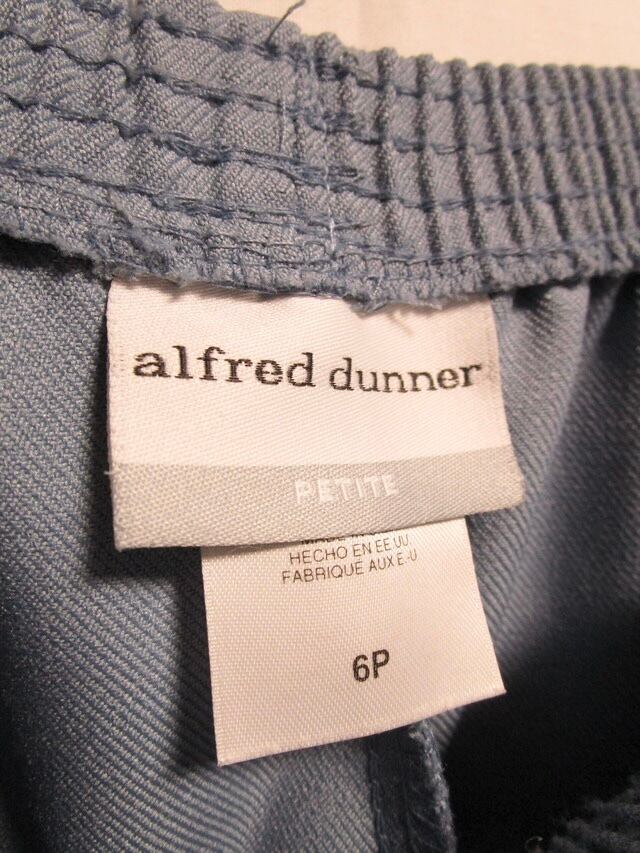 alfred dunner
PETITE
HECHO EN EE.UU
FABRIQUÉ AUX E-U
6P